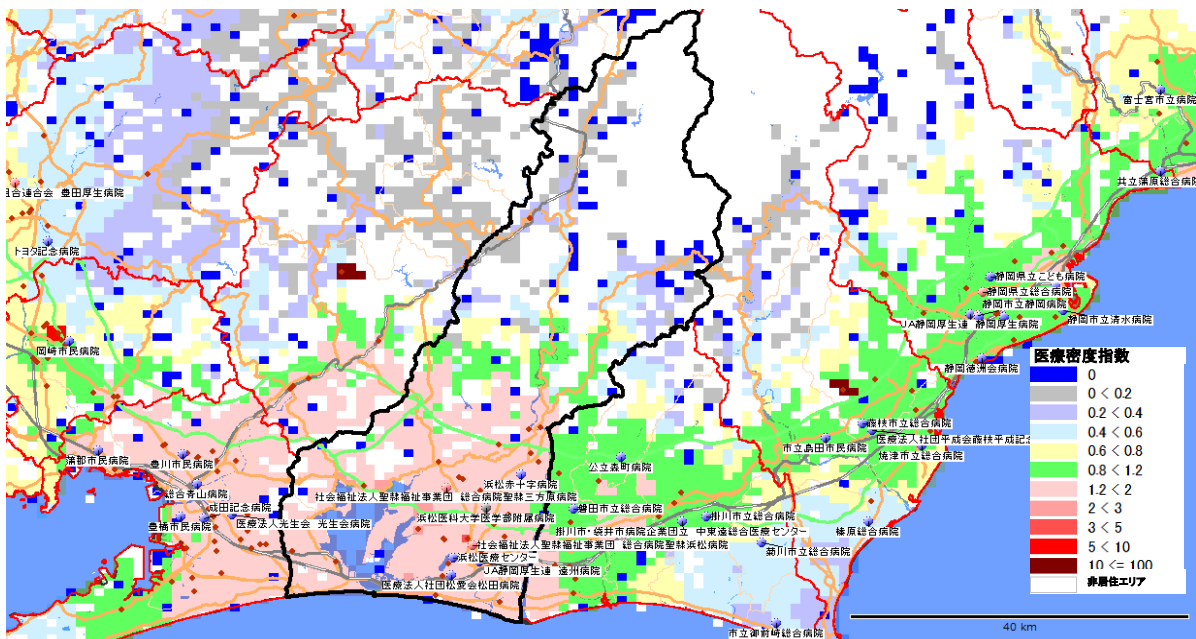 富士宮市立病院
共立蒲原総合病院
組合連合会 豊田厚生病院
トヨタ記念病院
静岡県立こども病院
静岡県立総合病院
静岡市立静岡病院
JA静岡厚生連 静岡厚生病院
静岡市立清水病院
岡崎市民病院
静岡徳洲会病院
藤枝市立総合病院
医療法人社団平成会藤枝平成記念
市立島田市民病院
焼津市立総合病院
蒲郡市民病院
豊川市民病院
公立森町病院
浜松赤十字病院
総合青山病院
社会福祉法人聖隷福祉事業団 総合病院聖隷三方原病院
成田記念病院
磐田市立総合病院
豊橋市民病院
医療法人光生会 光生会病院
浜松医科大学医学部附属病院
掛川市立総合病院
掛川市・袋井市病院企業団立 中東遠総合医療センター
榛原総合病院
社会福祉法人聖隷福祉事業団 総合病院聖隷浜松病院
菊川市立総合病院
浜松医療センター
JA静岡厚生連 遠州病院
医療法人社団松愛会松田病院
市立御前崎総合病院
医療密度指数
0
0 < 0.2
0.2 < 0.4
0.4 < 0.6
0.6 < 0.8
0.8 < 1.2
1.2 < 2
2 < 3
3 < 5
5 < 10
10 <= 100
非居住エリア
40 km